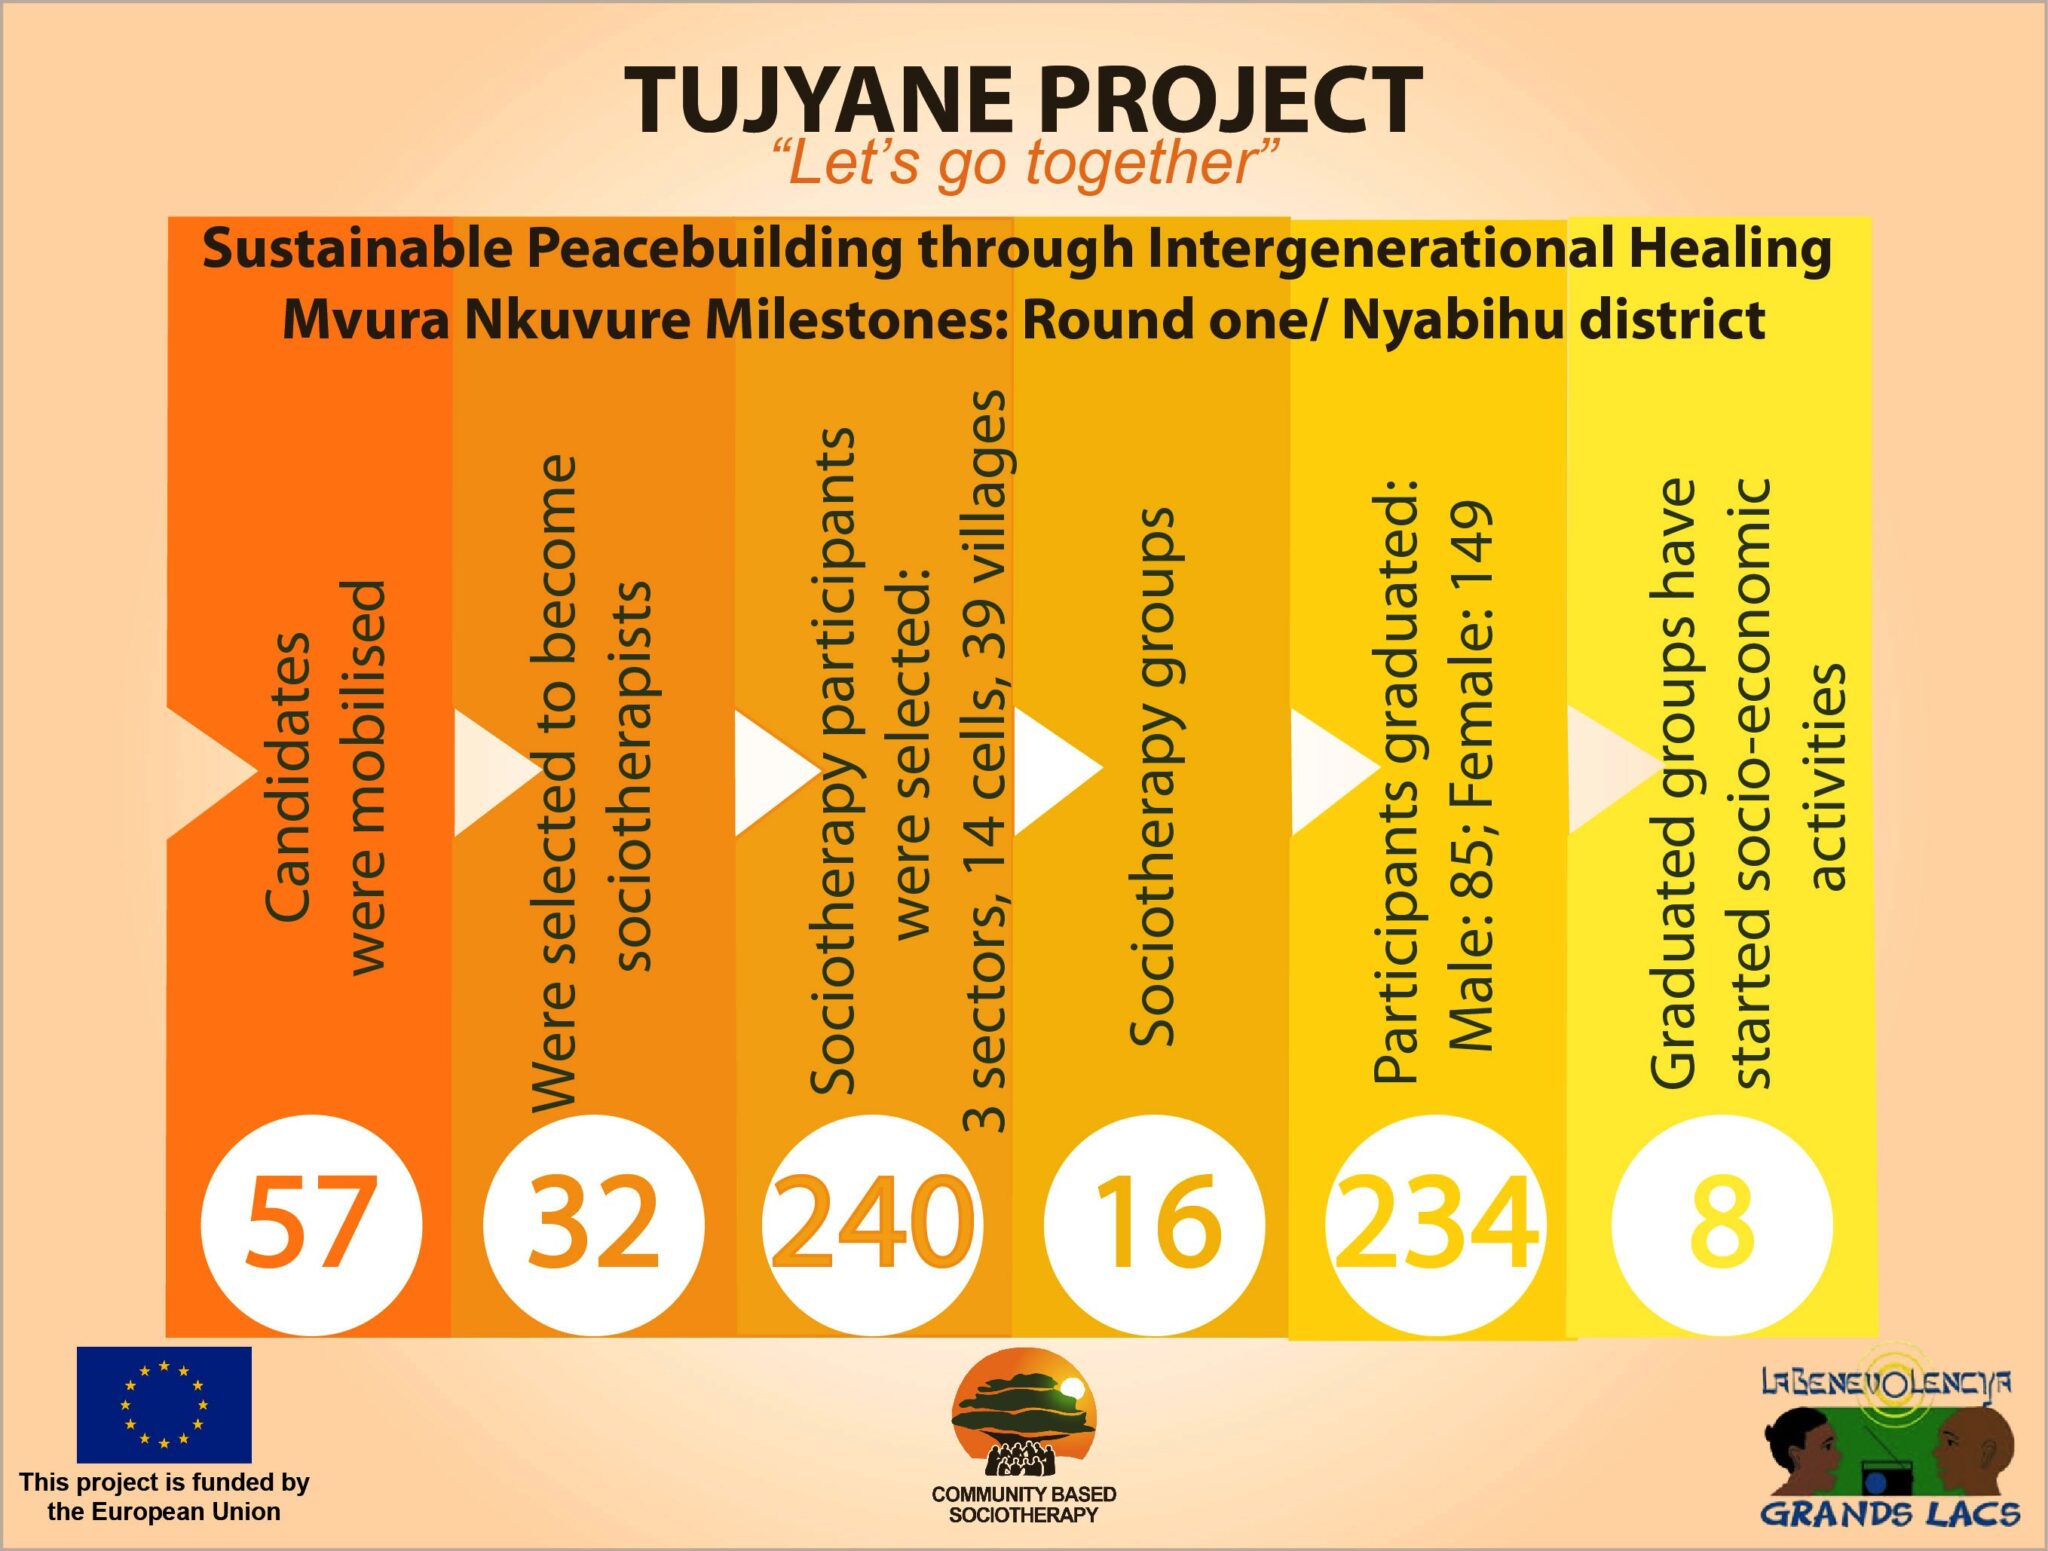 TUJYANE PROJECT
“Let’s go together”
Sustainable Peacebuilding through Intergenerational Healing
Mvura Nkuvure Milestones: Round one/ Nyabihu district
Candidates
were mobilised
57
Were selected to become
sociotherapists
32
Sociotherapy participants
were selected:
3 sectors, 14 cells, 39 villages
240
Sociotherapy groups
16
Participants graduated:
Male: 85; Female: 149
234
Graduated groups have
started socio-economic
activities
8
This project is funded by
the European Union
COMMUNITY BASED
SOCIOTHERAPY
LABENEVOLENCIJA
GRANDS LACS